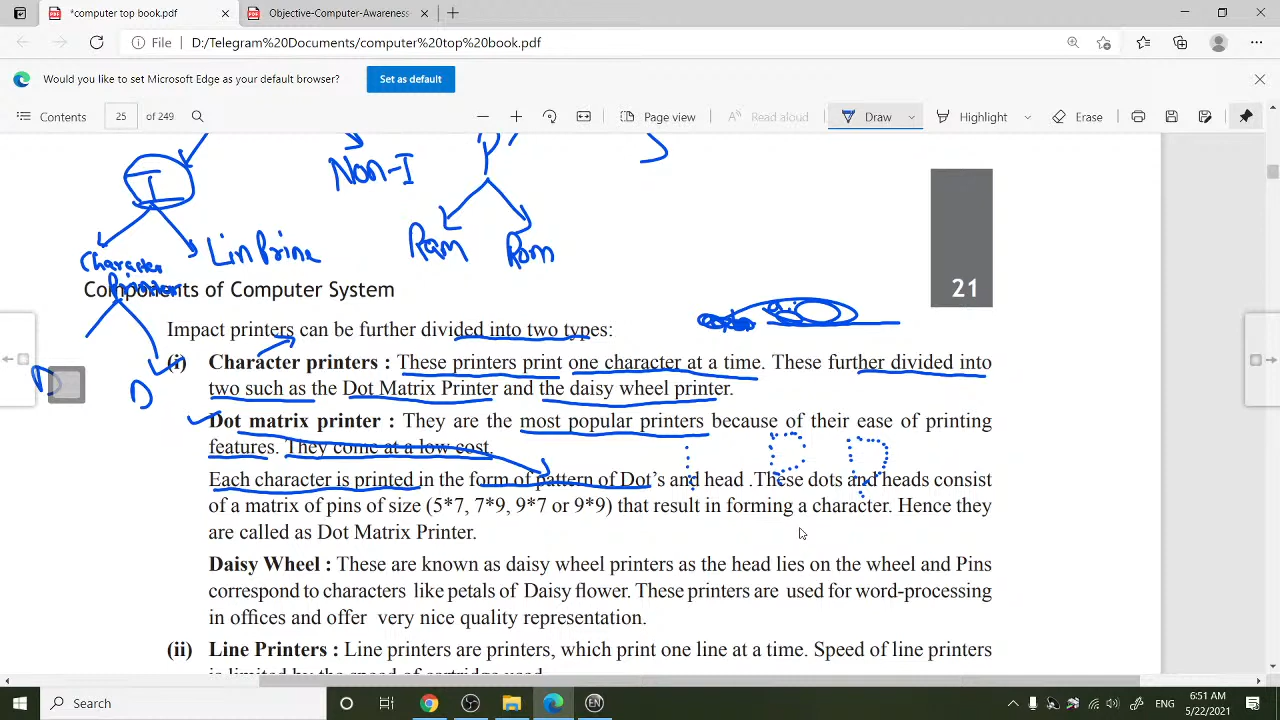 *computer top book.pdf
Objective-Computer-Awareness-
File
D:/Telegram%20Documents/computer%20top%20book.pdf
Would you like to set Microsoft Edge as your default browser?
Set as default
Contents
25
of 249
Page view
Read aloud
Draw
Highlight
Erase
I
Non-I
P
Ram
Rom
Character
Printer
Lin Prine
D
D
Components of Computer System
21
Impact printers can be further divided into two types:
(i) Character printers : These printers print one character at a time. These further divided into
two such as the Dot Matrix Printer and the daisy wheel printer.
Dot matrix printer : They are the most popular printers because of their ease of printing
features. They come at a low cost.
Each character is printed in the form of pattern of Dot's and head .These dots and heads consist
of a matrix of pins of size (5*7, 7*9, 9*7 or 9*9) that result in forming a character. Hence they
are called as Dot Matrix Printer.
Daisy Wheel : These are known as daisy wheel printers as the head lies on the wheel and Pins
correspond to characters like petals of Daisy flower. These printers are used for word-processing
in offices and offer very nice quality representation.
(ii) Line Printers : Line printers are printers, which print one line at a time. Speed of line printers
is limited by the speed of cartridge used.
Search
ENG
6:51 AM
5/22/2021